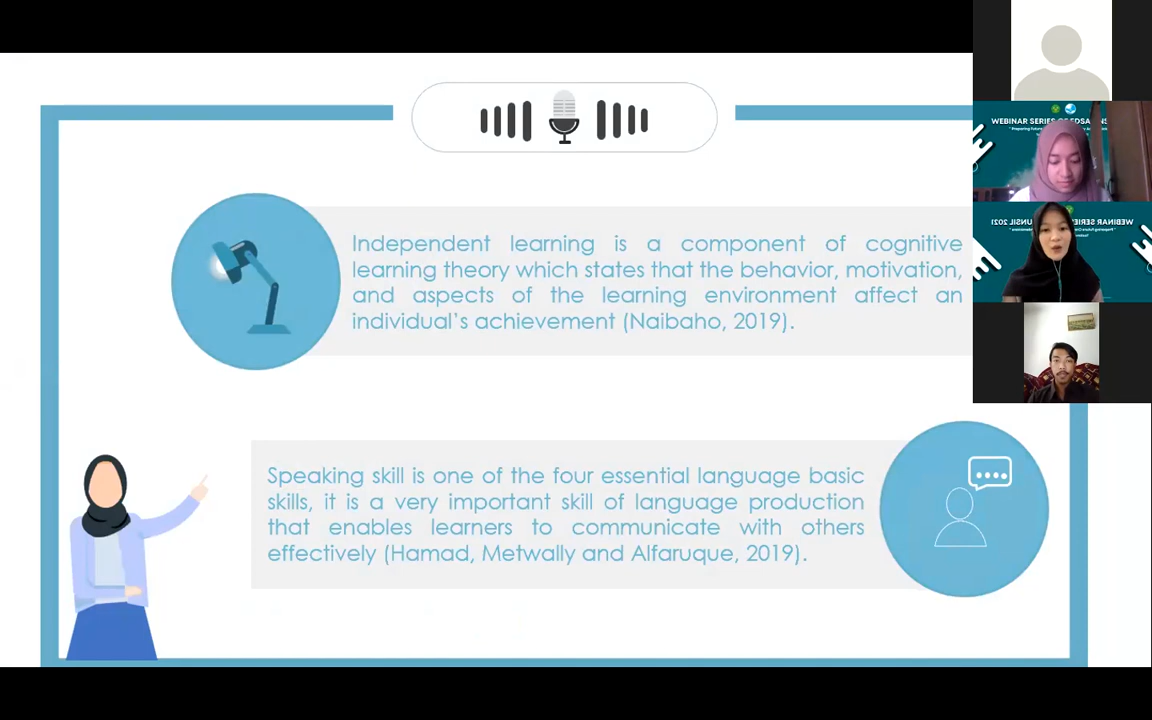 Independent learning is a component of cognitive
learning theory which states that the behavior, motivation,
and aspects of the learning environment affect an
individual's achievement (Naibaho, 2019).
Speaking skill is one of the four essential language basic
skills, it is a very important skill of language production
that enables learners to communicate with others
effectively (Hamad, Metwally and Alfaruque, 2019).
WEBINAR SERIES
WEBINAR SERIES UNSIL 2021